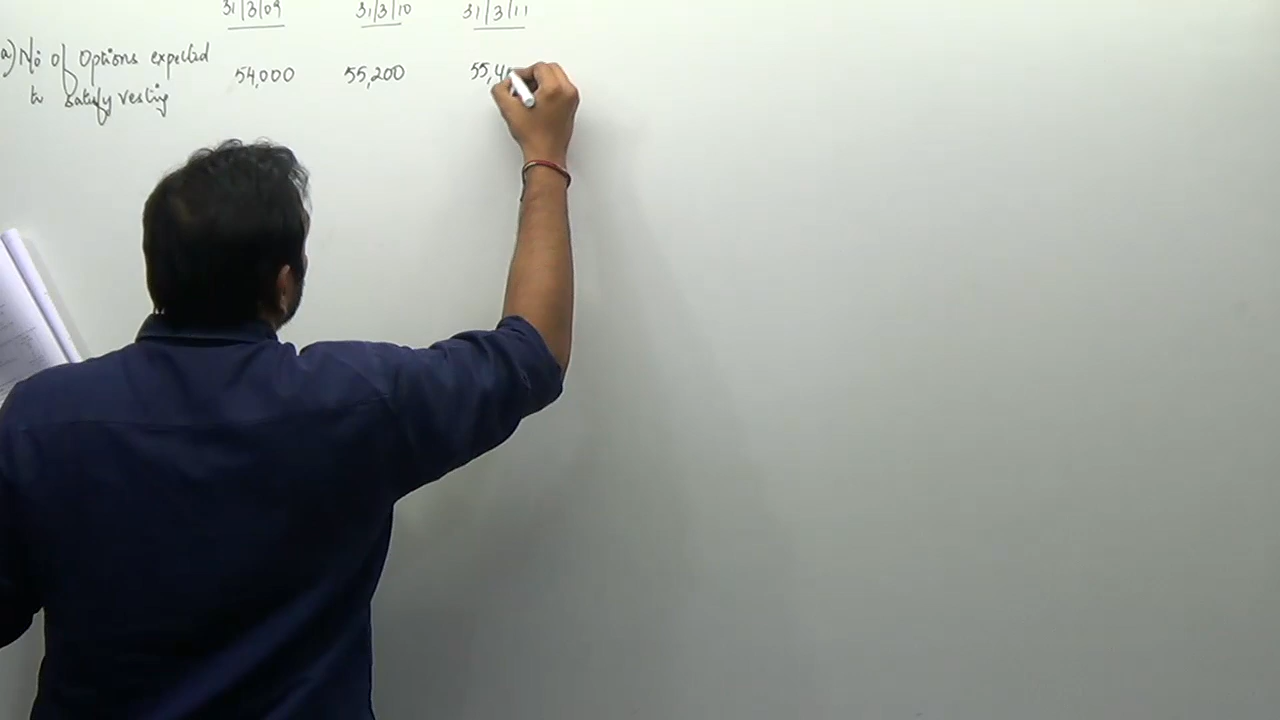 31/3/09 31/3/10 31/3/11
a) No of Options expected 54,000 55,200
to satisfy vesting